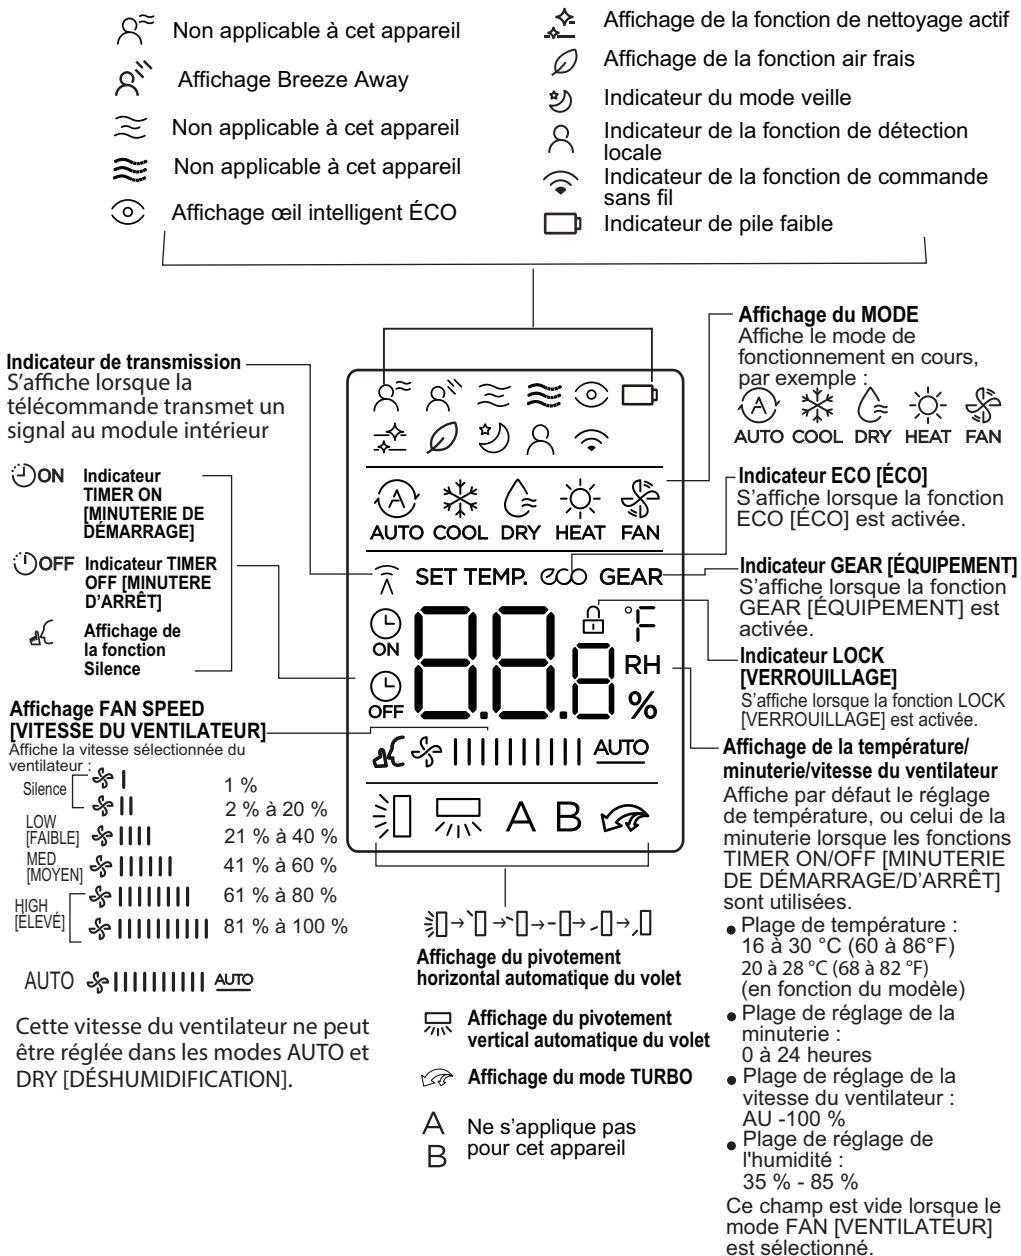 Non applicable à cet appareil
Affichage Breeze Away
Non applicable à cet appareil
Non applicable à cet appareil
Affichage œil intelligent ÉCO
Affichage de la fonction de nettoyage actif
Affichage de la fonction air frais
Indicateur du mode veille
Indicateur de la fonction de détection
locale
Indicateur de la fonction de commande
sans fil
Indicateur de pile faible
Indicateur de transmission
S'affiche lorsque la
télécommande transmet un
signal au module intérieur
ON Indicateur
TIMER ON
[MINUTERIE DE
DÉMARRAGE]
OFF Indicateur TIMER
OFF [MINUTERE
D'ARRÊT]
Affichage de
la fonction
Silence
Affichage FAN SPEED
[VITESSE DU VENTILATEUR]
Affiche la vitesse sélectionnée du
ventilateur :
Silence
1 %
2 % à 20 %
LOW
[FAIBLE]
21 % à 40 %
MED
[MOYEN]
41 % à 60 %
HIGH
[ÉLEVÉ]
61 % à 80 %
81 % à 100 %
AUTO AUTO
Cette vitesse du ventilateur ne peut
être réglée dans les modes AUTO et
DRY [DÉSHUMIDIFICATION].
A
AUTO COOL DRY HEAT FAN
SET TEMP. eco GEAR
ON
OFF
88.8
°F
RH
%
AUTO
A B
Affichage du pivotement
horizontal automatique du volet
Affichage du pivotement
vertical automatique du volet
Affichage du mode TURBO
A
B
Ne s'applique pas
pour cet appareil
Affichage du MODE
Affiche le mode de
fonctionnement en cours,
par exemple :
A
AUTO COOL DRY HEAT FAN
Indicateur ECO [ÉCO]
S'affiche lorsque la fonction
ECO [ÉCO] est activée.
Indicateur GEAR [ÉQUIPEMENT]
S'affiche lorsque la fonction
GEAR [ÉQUIPEMENT] est
activée.
Indicateur LOCK
[VERROUILLAGE]
S'affiche lorsque la fonction LOCK
[VERROUILLAGE] est activée.
Affichage de la température/
minuterie/vitesse du ventilateur
Affiche par défaut le réglage
de température, ou celui de la
minuterie lorsque les fonctions
TIMER ON/OFF [MINUTERIE
DE DÉMARRAGE/D'ARRÊT]
sont utilisées.
• Plage de température :
16 à 30 °C (60 à 86°F)
20 à 28 °C (68 à 82 °F)
(en fonction du modèle)
• Plage de réglage de la
minuterie :
0 à 24 heures
• Plage de réglage de la
vitesse du ventilateur :
AU -100 %
• Plage de réglage de
l'humidité :
35 % - 85 %
Ce champ est vide lorsque le
mode FAN [VENTILATEUR]
est sélectionné.